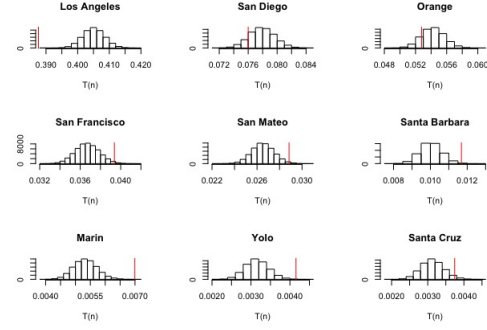 Los Angeles
San Diego
Orange
0
0.390 0.400 0.410 0.420
T(n)
0
0.072 0.076 0.080 0.084
T(n)
0
0.048 0.052 0.056 0.060
T(n)
San Francisco
San Mateo
Santa Barbara
0 8000
0.032 0.036 0.040
T(n)
0
0.022 0.026 0.030
T(n)
0
0.008 0.010 0.012
T(n)
Marin
Yolo
Santa Cruz
0
0.0040 0.0055 0.0070
T(n)
0
0.0020 0.0030 0.0040
T(n)
0
0.0020 0.0030 0.0040
T(n)